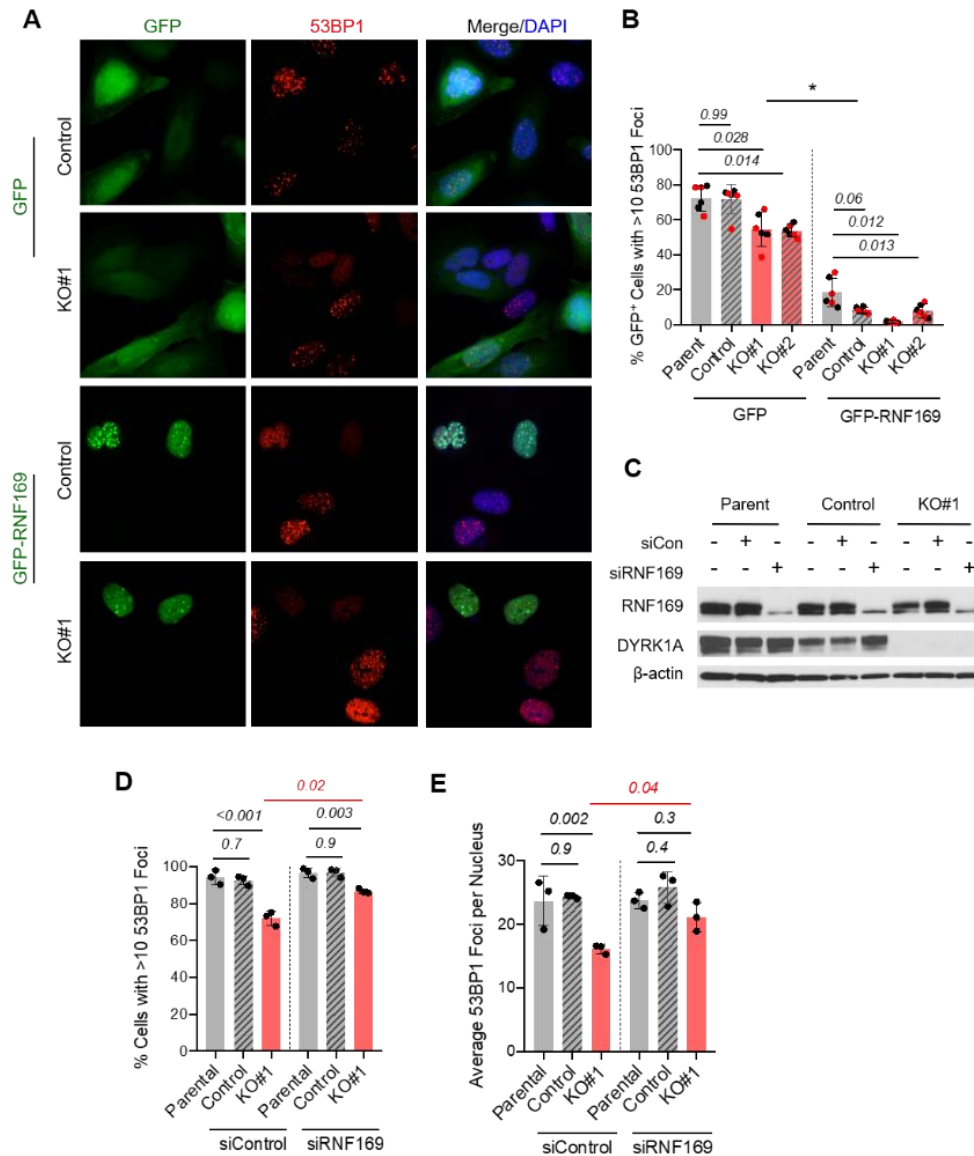 A
GFP 53BP1 Merge/DAPI
GFP
Control
KO#1
GFP-RNF169
Control
KO#1
B
*
0.99
0.028
0.014
0.06
0.012
0.013
% GFP+ Cells with >10 53BP1 Foci
100
80
60
40
20
0
Parent Control KO#1 KO#2 Parent Control KO#1 KO#2
GFP GFP-RNF169
C
Parent Control KO#1
siCon - + - - + - - + -
siRNF169 - - + - - + - - +
RNF169
DYRK1A
β-actin
D
0.02
<0.001 0.003
0.7 0.9
% Cells with >10 53BP1 Foci
100
80
60
40
20
0
Parental Control KO#1 Parental Control KO#1
siControl siRNF169
E
0.04
0.002 0.3
0.9 0.4
Average 53BP1 Foci per Nucleus
30
20
10
0
Parental Control KO#1 Parental Control KO#1
siControl siRNF169